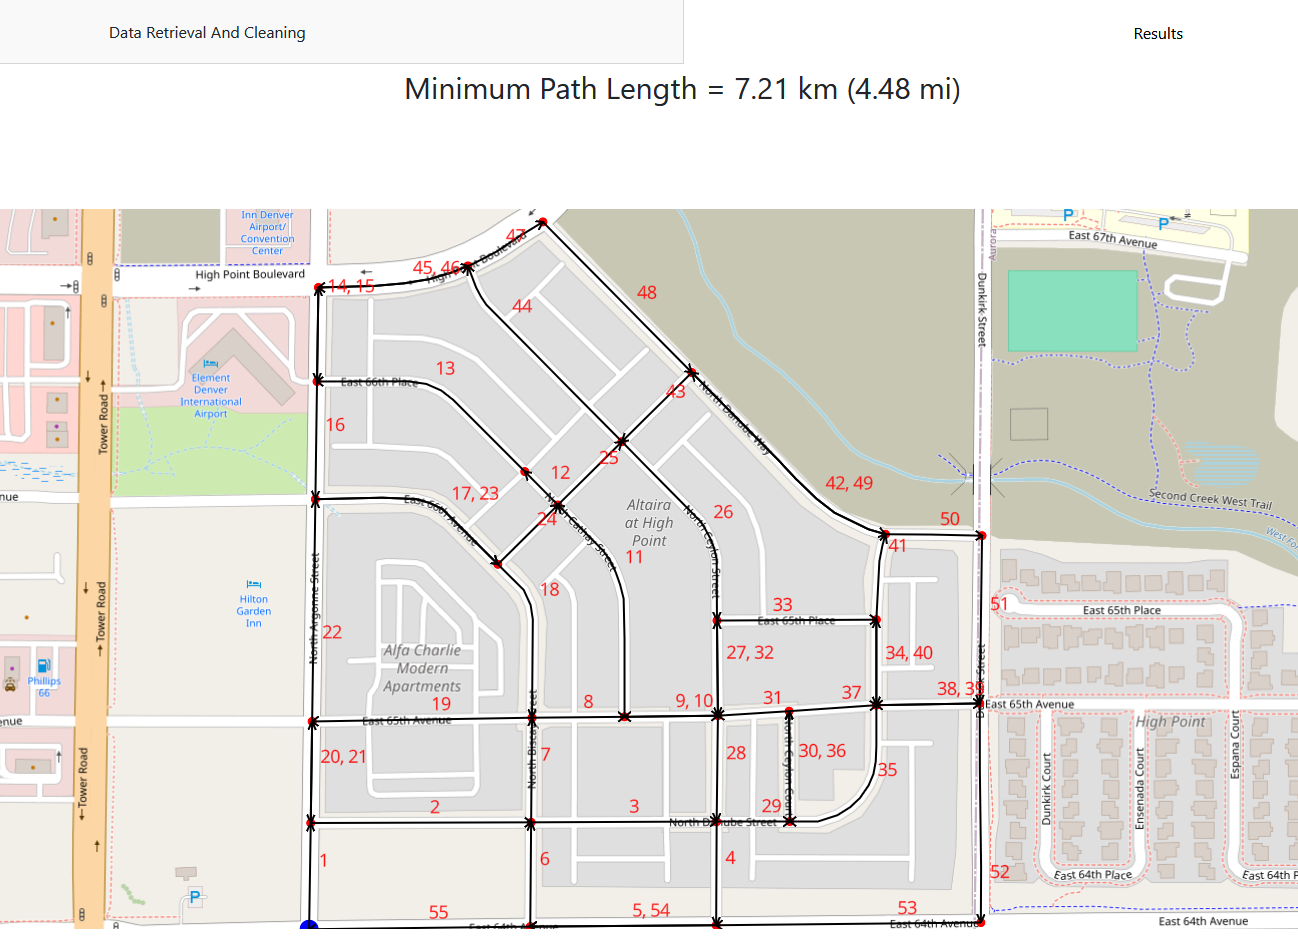 Data Retrieval And Cleaning
Results
Minimum Path Length = 7.21 km (4.48 mi)
Inn Denver
Airport/
Convention
Center
High Point Boulevard
47
45, 46
14, 15
44
48
P
P
East 67th Avenue
Aurora
Dunkirk Street
Element
Denver
International
Airport
Tower Road
East 66th Place
13
43
North Danube Way
16
12
25
17, 23
42, 49
Second Creek West Trail
nue
East 66th Avenue
24
North Cathay Street
Altaira
at High
Point
North Ceylon Street
26
50
41
11
18
Hilton
Garden
Inn
Tower Road
North Argonne Street
22
33
East 65th Place
51
East 65th Place
Alfa Charlie
Modern
Apartments
27, 32
34, 40
Phillips
66
19
East 65th Avenue
8
9, 10
31
37
38, 39
East 65th Avenue
High Point
enue
20, 21
7
28
30, 36
35
Tower Road
2
3
29
North Danube Street
Dunkirk Court
Ensenada Court
Espana Court
1
6
4
52
East 64th Place
P
55
5, 54
53
East 64th Avenue
East 64th Avenue